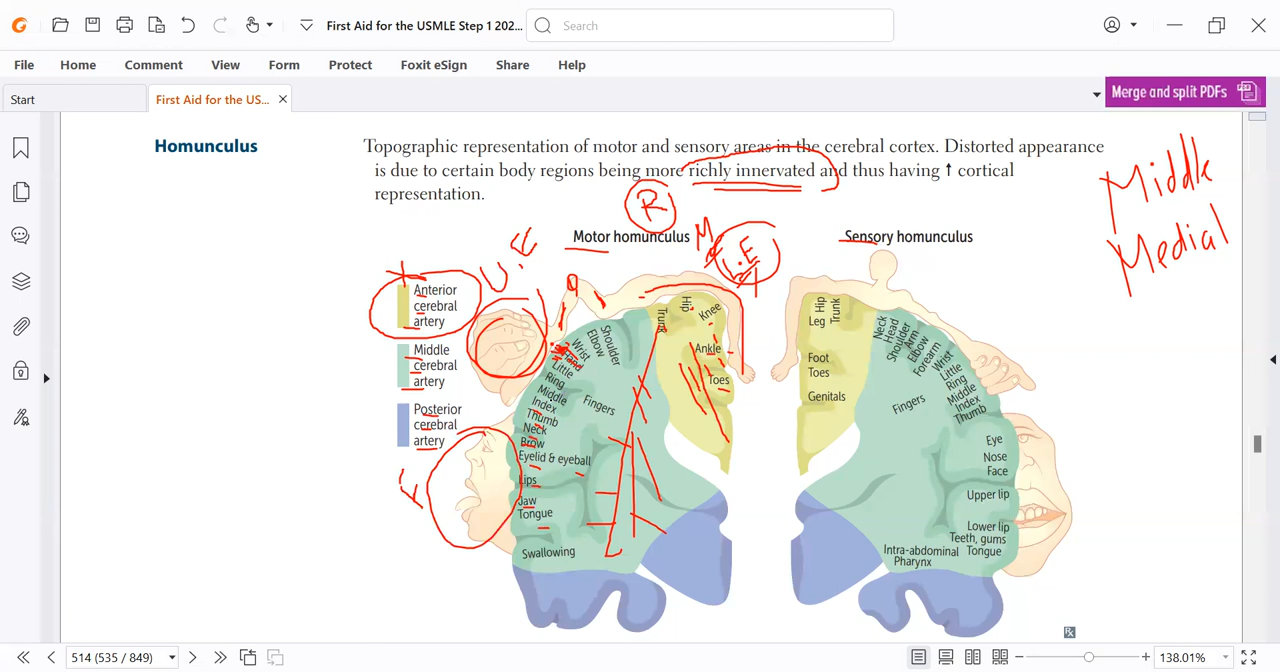 First Aid for the USMLE Step 1 202...
Search
File
Home
Comment
View
Form
Protect
Foxit eSign
Share
Help
Start
First Aid for the US...
Merge and split PDFs
Homunculus
Topographic representation of motor and sensory areas in the cerebral cortex. Distorted appearance
is due to certain body regions being more richly innervated and thus having ↑ cortical
representation.
Middle
Medial
R
Motor homunculus
Sensory homunculus
U.E
L.E
Anterior
cerebral
artery
Middle
cerebral
artery
Posterior
cerebral
artery
Hip
Knee
Trunk
Ankle
Toes
Shoulder
Elbow
Wrist
Hand
Little
Ring
Middle
Index
Thumb
Fingers
Neck
Brow
Eyelid & eyeball
Lips
Jaw
Tongue
Swallowing
Hip
Trunk
Leg
Foot
Toes
Genitals
Neck
Head
Shoulder
Arm
Elbow
Forearm
Wrist
Little
Ring
Middle
Index
Thumb
Fingers
Eye
Nose
Face
Upper lip
Lower lip
Teeth, gums
Tongue
Intra-abdominal
Pharynx
514 (535 / 849)
138.01%